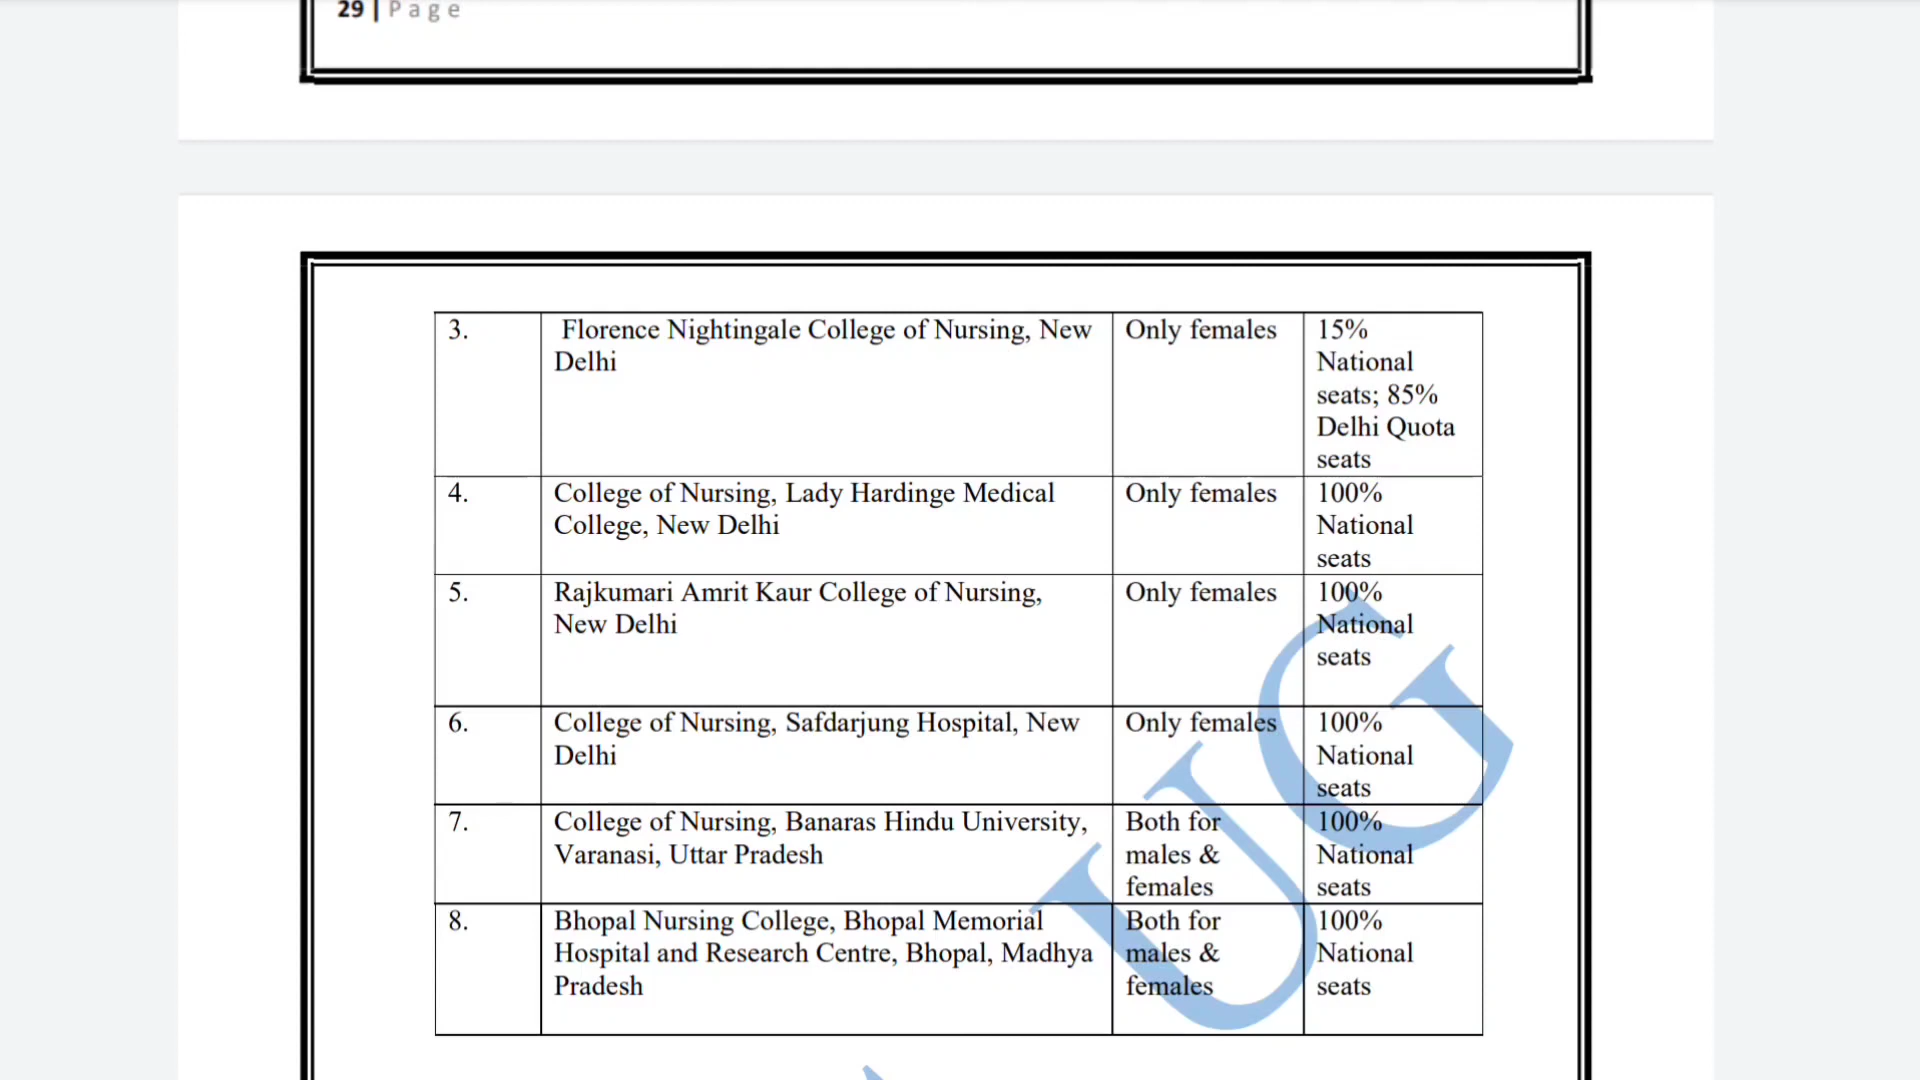 29 | P a g e
3.
Florence Nightingale College of Nursing, New
Delhi
Only females
15%
National
seats; 85%
Delhi Quota
seats
4.
College of Nursing, Lady Hardinge Medical
College, New Delhi
Only females
100%
National
seats
5.
Rajkumari Amrit Kaur College of Nursing,
New Delhi
Only females
100%
National
seats
6.
College of Nursing, Safdarjung Hospital, New
Delhi
Only females
100%
National
seats
7.
College of Nursing, Banaras Hindu University,
Varanasi, Uttar Pradesh
Both for
males &
females
100%
National
seats
8.
Bhopal Nursing College, Bhopal Memorial
Hospital and Research Centre, Bhopal, Madhya
Pradesh
Both for
males &
females
100%
National
seats
UG